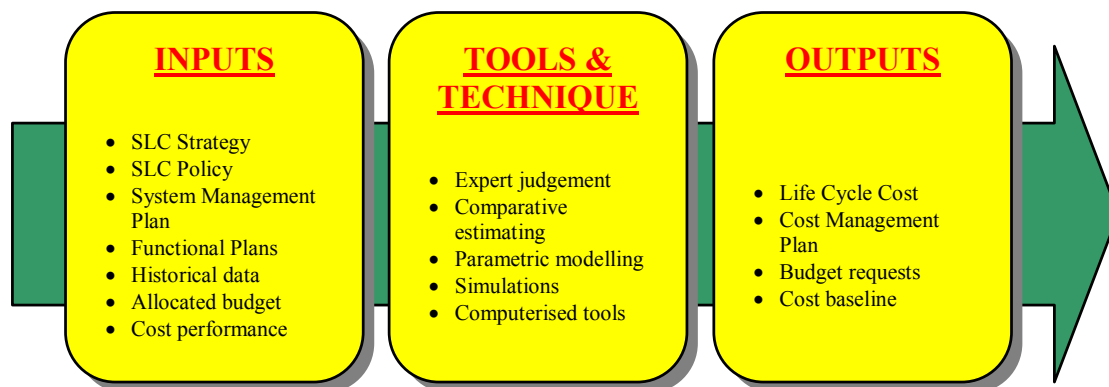 INPUTS
• SLC Strategy
• SLC Policy
• System Management
Plan
• Functional Plans
• Historical data
• Allocated budget
• Cost performance
TOOLS &
TECHNIQUE
• Expert judgement
• Comparative
estimating
• Parametric modelling
• Simulations
• Computerised tools
OUTPUTS
• Life Cycle Cost
• Cost Management
Plan
• Budget requests
• Cost baseline